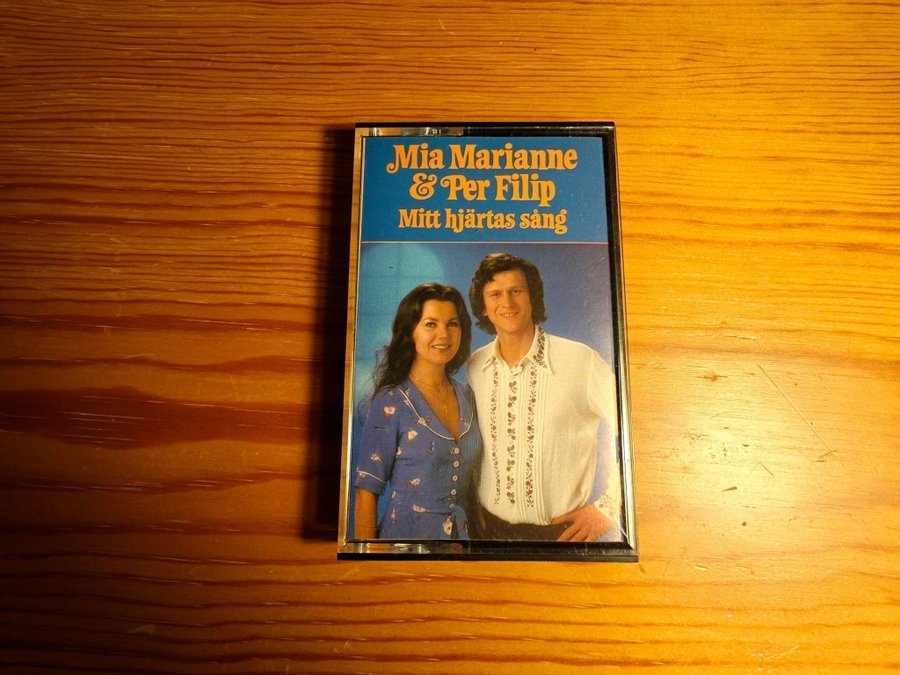 Mia Marianne
& Per Filip
Mitt hjärtas sång